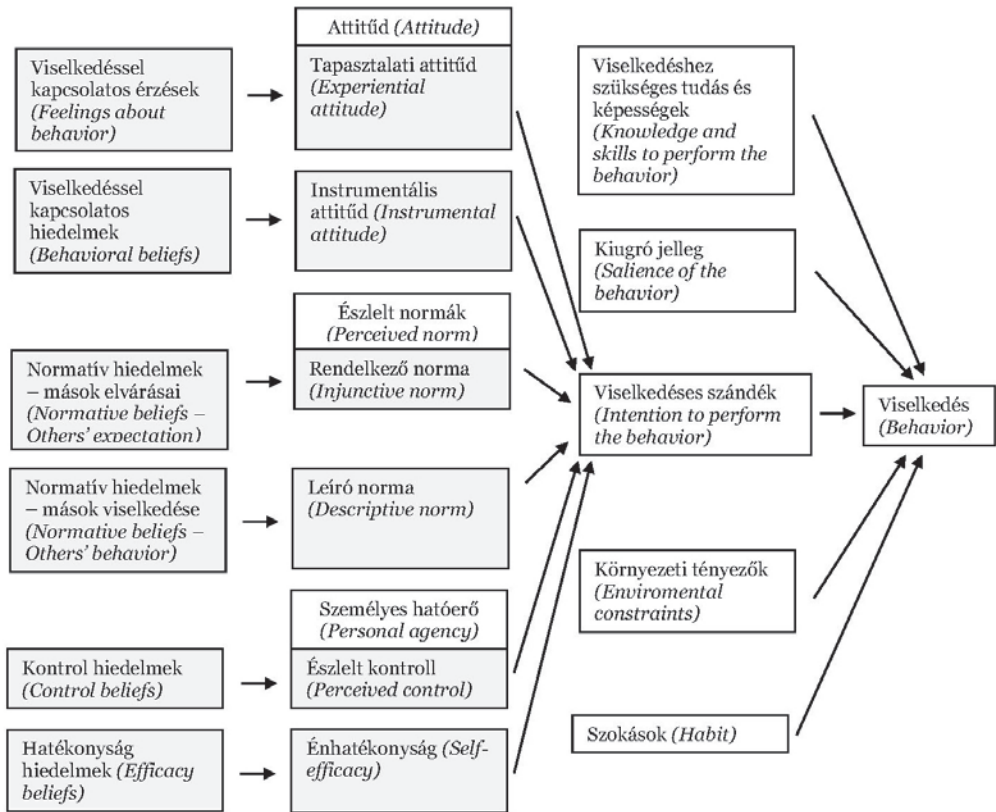 Viselkedéssel
kapcsolatos érzések
(Feelings about
behavior)
Viselkedéssel
kapcsolatos
hiedelmek
(Behavioral beliefs)
Normatív hiedelmek
– mások elvárásai
(Normative beliefs –
Others' expectation)
Normatív hiedelmek
– mások viselkedése
(Normative beliefs –
Others' behavior)
Kontrol hiedelmek
(Control beliefs)
Hatékonyság
hiedelmek (Efficacy
beliefs)
Attitűd (Attitude)
Tapasztalati attitűd
(Experiential
attitude)
Instrumentális
attitűd (Instrumental
attitude)
Észlelt normák
(Perceived norm)
Rendelkező norma
(Injunctive norm)
Leíró norma
(Descriptive norm)
Személyes hatóerő
(Personal agency)
Észlelt kontroll
(Perceived control)
Énhatékonyság (Self-
efficacy)
Viselkedéshez
szükséges tudás és
képességek
(Knowledge and
skills to perform the
behavior)
Kiugró jelleg
(Salience of the
behavior)
Viselkedéses szándék
(Intention to perform
the behavior)
Környezeti tényezők
(Enviromental
constraints)
Szokások (Habit)
Viselkedés
(Behavior)